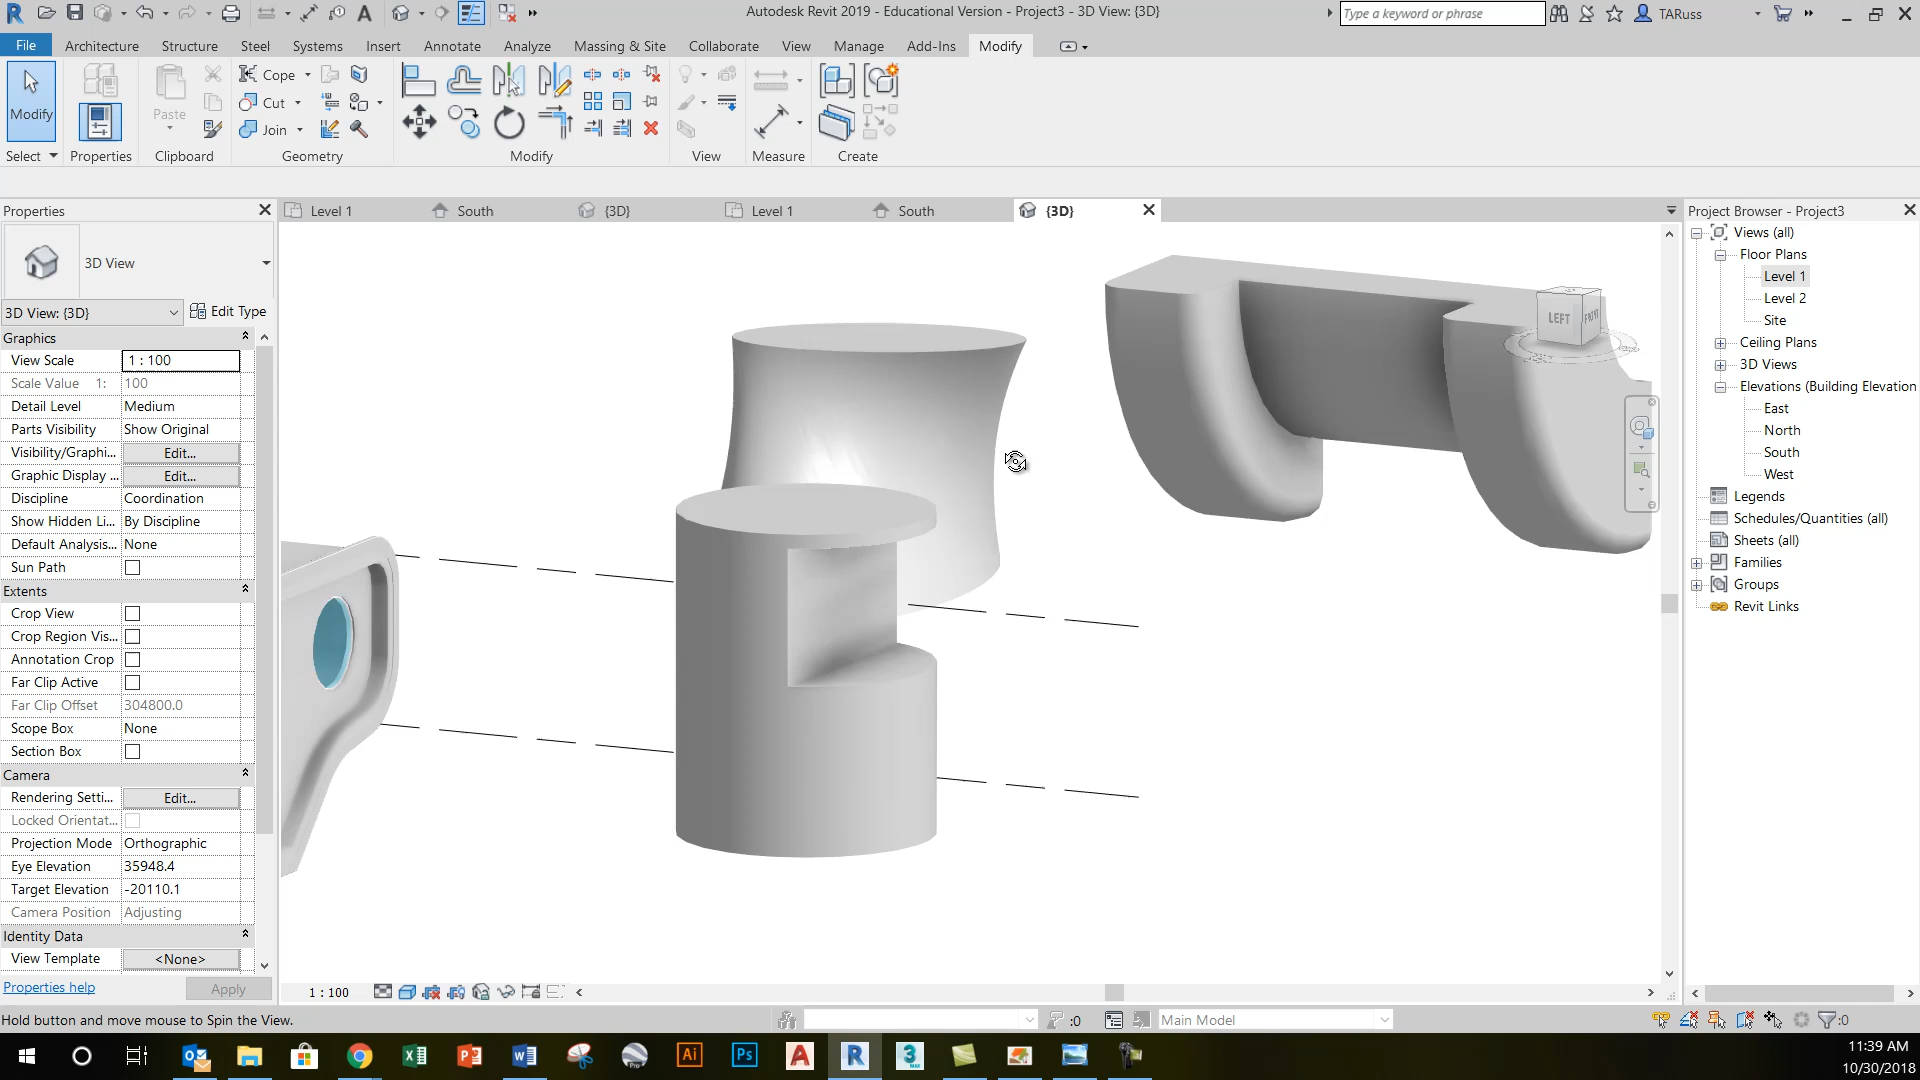 Autodesk Revit 2019 - Educational Version - Project3 - 3D View: {3D}
Type a keyword or phrase
TARuss
File Architecture Structure Steel Systems Insert Annotate Analyze Massing & Site Collaborate View Manage Add-Ins Modify
Modify
Paste
Cope
Cut
Join
Select Properties Clipboard Geometry Modify View Measure Create
Properties
Level 1 South {3D} Level 1 South {3D}
Project Browser - Project3
3D View
3D View: {3D} Edit Type
Graphics
View Scale 1 : 100
Scale Value 1: 100
Detail Level Medium
Parts Visibility Show Original
Visibility/Graphi... Edit...
Graphic Display ... Edit...
Discipline Coordination
Show Hidden Li... By Discipline
Default Analysis... None
Sun Path
Extents
Crop View
Crop Region Vis...
Annotation Crop
Far Clip Active
Far Clip Offset 304800.0
Scope Box None
Section Box
Camera
Rendering Setti... Edit...
Locked Orientat...
Projection Mode Orthographic
Eye Elevation 35948.4
Target Elevation -20110.1
Camera Position Adjusting
Identity Data
View Template <None>
Properties help Apply
LEFT FRONT
Views (all)
Floor Plans
Level 1
Level 2
Site
Ceiling Plans
3D Views
Elevations (Building Elevation
East
North
South
West
Legends
Schedules/Quantities (all)
Sheets (all)
Families
Groups
Revit Links
1 : 100
Hold button and move mouse to Spin the View.
:0
Main Model
:0
11:39 AM
10/30/2018